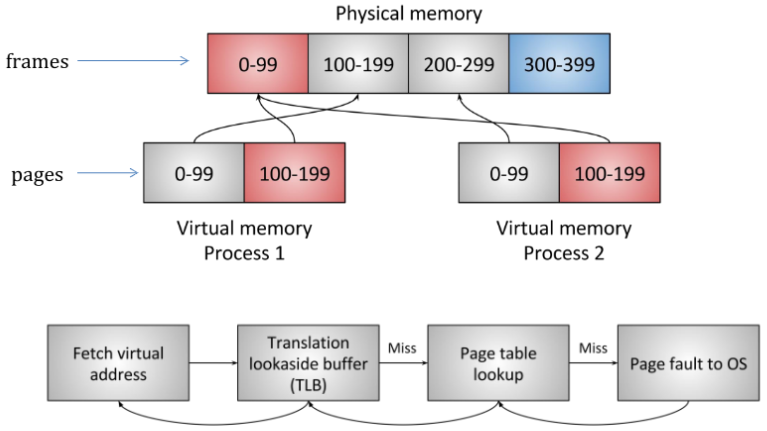 Physical memory
frames
0-99 100-199 200-299 300-399
pages
0-99 100-199 0-99 100-199
Virtual memory
Process 1
Virtual memory
Process 2
Fetch virtual
address
Translation
lookaside buffer
(TLB)
Miss
Page table
lookup
Miss
Page fault to OS